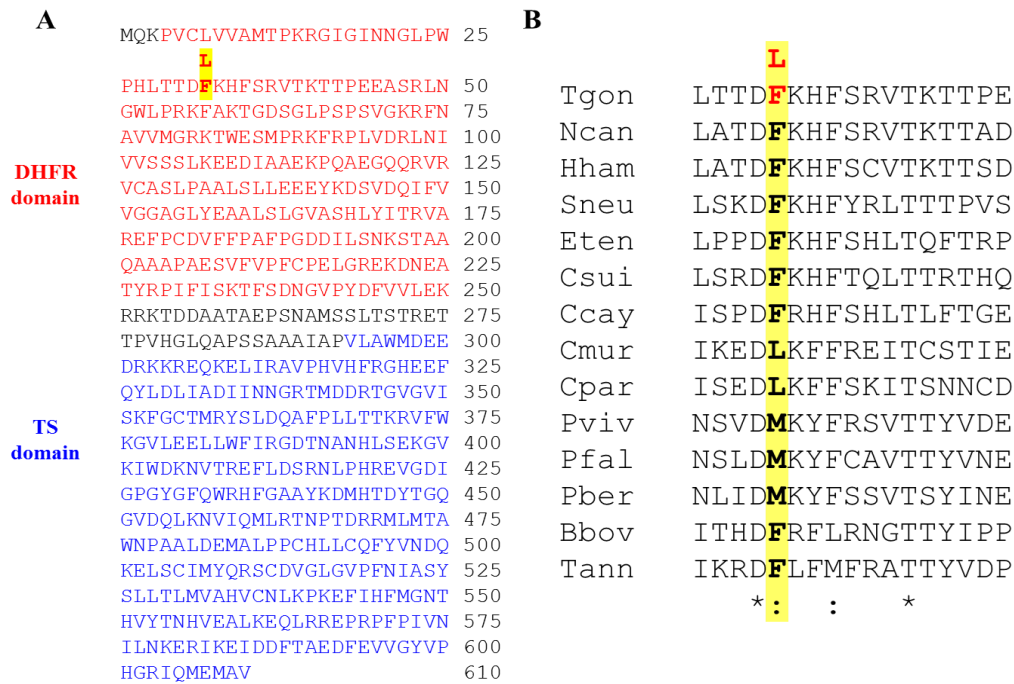 A
MQKPVCLVVAMTPKRGIGINNGLPW 25
L
PHLTTDFKHFSRVTKTTPEEASRLN 50
GWLPRKFAKTGDSGLPSPSVGKRFN 75
AVVMGRKTWESMPRKFRPLVDRLNI 100
VVSSSLKEEDIAAEKPQAEGQQRVR 125
VCASLPAALSLLEEEYKDSVDQIFV 150
VGGAGLYEAALSLGVASHLYITRVA 175
REFPCDVFFPAFPGDDILSNKSTAA 200
QAAAPAESVFVPFCPELGREKDNEA 225
TYRPIFISKTFSDNGVPYDFVVLEK 250
RRKTDDAATAEPSNAMSSLTSTRET 275
TPVHGLQAPSSAAAIAPVLAWMDEE 300
DRKKREQKELIRAVPHVHFRGHEEF 325
QYLDLIADIINNGRTMDDRTGVGVI 350
SKFGCTMRYSLDQAFPLLTTKRVFW 375
KGVLEELLWFIRGDTNANHLSEKGV 400
KIWDKNVTREFLDSRNLPHREVGDI 425
GPGYGFQWRHFGAAYKDMHTDYTGQ 450
GVDQLKNVIQMLRTNPTDRRMLMTA 475
WNPAALDEMALPPCHLLCQFYVNDQ 500
KELSCIMYQRSCDVGLGVPFNIASY 525
SLLTLMVAHVCNLKPKEFIHFMGNT 550
HVYTNHVEALKEQLRREPRPFPIVN 575
ILNKERIKEIDDFTAEDFEVVGYVP 600
HGRIQMEMAV 610
DHFR
domain
TS
domain
B
L
Tgon LTTDFKHFSRVTKTTPE
Ncan LATDFKHFSRVTKTTAD
Hham LATDFKHFSCVTKTTSD
Sneu LSKDFKHFYRLTTTPVS
Eten LPPDFKHFSHLTQFTRP
Csui LSRDFKHFTQLTTRTHQ
Ccay ISPDFRHFSHLTLFTGE
Cmur IKEDLKFFREITCSTIE
Cpar ISEDLKFFSKITSNNCD
Pviv NSVDMKYFRSVTTYVDE
Pfal NSLDMKYFCAVTTYVNE
Pber NLIDMKYFSSVTSYINE
Bbov ITHDFRFLRNGTTYIPP
Tann IKRDFLFMFRATTYVDP
*: : *